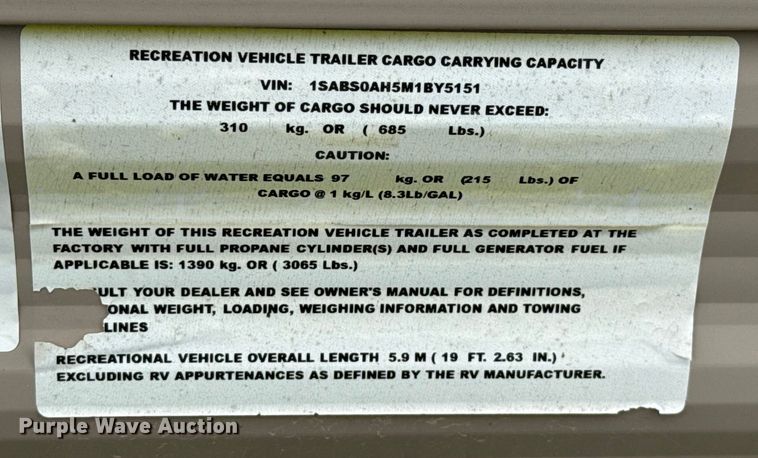 RECREATION VEHICLE TRAILER CARGO CARRYING CAPACITY
VIN: 1SABS0AH5M1BY5151
THE WEIGHT OF CARGO SHOULD NEVER EXCEED:
310 kg. OR ( 685 Lbs.)
CAUTION:
A FULL LOAD OF WATER EQUALS 97 kg. OR (215 Lbs.) OF
CARGO @ 1 kg/L (8.3Lb/GAL)
THE WEIGHT OF THIS RECREATION VEHICLE TRAILER AS COMPLETED AT THE
FACTORY WITH FULL PROPANE CYLINDER(S) AND FULL GENERATOR FUEL IF
APPLICABLE IS: 1390 kg. OR ( 3065 Lbs.)
ULT YOUR DEALER AND SEE OWNER'S MANUAL FOR DEFINITIONS,
ONAL WEIGHT, LOADING, WEIGHING INFORMATION AND TOWING
LINES
RECREATIONAL VEHICLE OVERALL LENGTH 5.9 M ( 19 FT. 2.63 IN.)
EXCLUDING RV APPURTENANCES AS DEFINED BY THE RV MANUFACTURER.
Purple Wave Auction